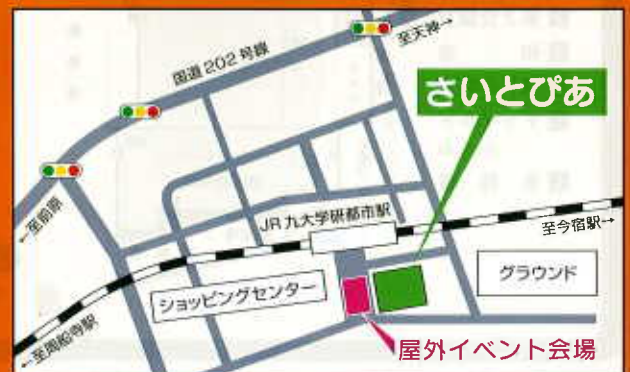 国道202号線
至天神→
さいとぴあ
←至前原
JR九大学研都市駅
至今宿駅→
グラウンド
ショッピングセンター
←至周船寺駅
屋外イベント会場